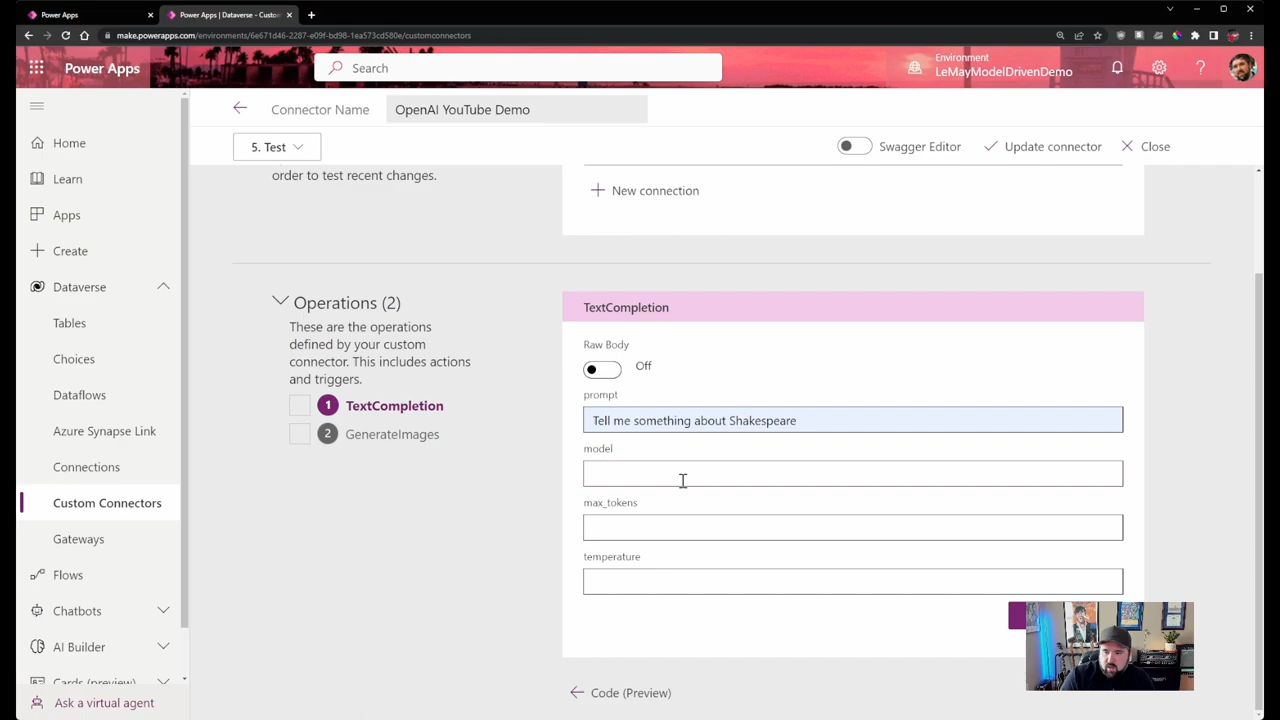 Power Apps
Power Apps | Dataverse - Custom
make.powerapps.com/environments/6e671d46-2287-e09f-bd98-1ea573cd580e/customconnectors
Power Apps
Search
Environment
LeMayModelDrivenDemo
Connector Name
OpenAI YouTube Demo
5. Test
Swagger Editor
Update connector
Close
Home
Learn
Apps
Create
Dataverse
Tables
Choices
Dataflows
Azure Synapse Link
Connections
Custom Connectors
Gateways
Flows
Chatbots
AI Builder
Cards (preview)
Ask a virtual agent
order to test recent changes.
New connection
Operations (2)
These are the operations
defined by your custom
connector. This includes actions
and triggers.
1 TextCompletion
2 GenerateImages
TextCompletion
Raw Body
Off
prompt
Tell me something about Shakespeare
model
max_tokens
temperature
Code (Preview)